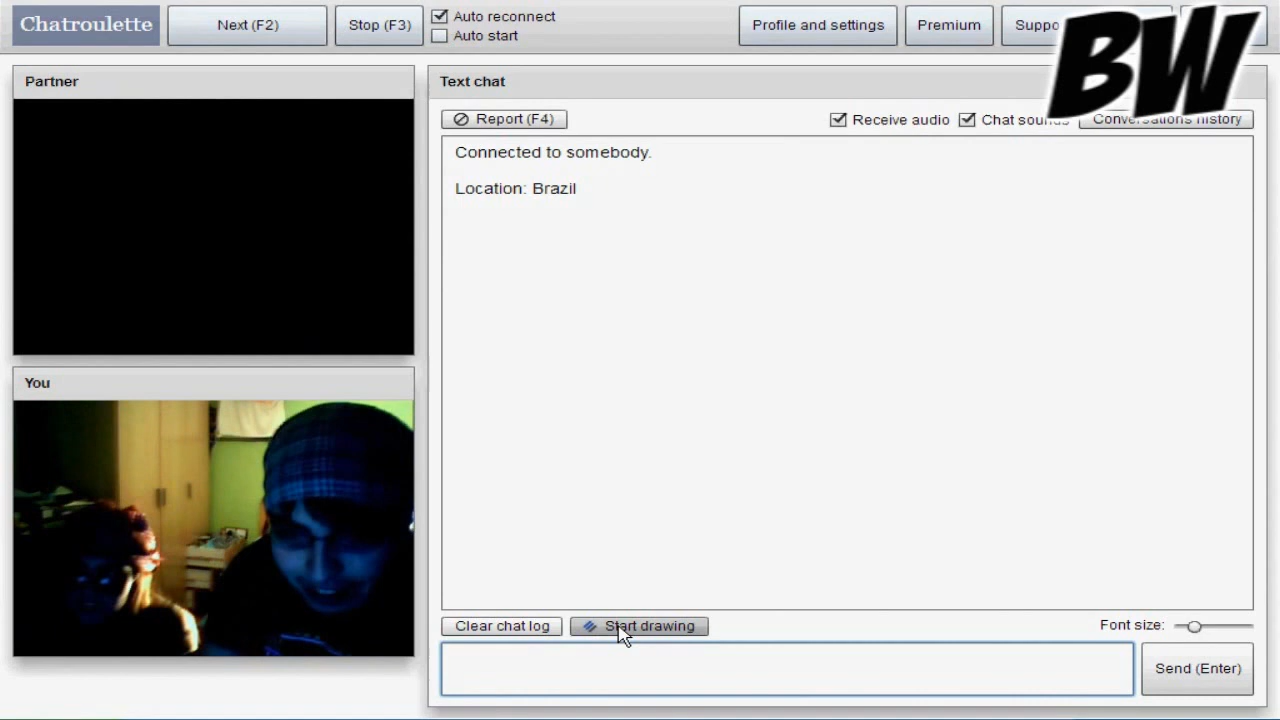 Chatroulette
Next (F2)
Stop (F3)
Auto reconnect
Auto start
Profile and settings
Premium
BW
Partner
Text chat
Report (F4)
Receive audio
Chat sounds
Conversations history
Connected to somebody.
Location: Brazil
You
Clear chat log
Start drawing
Font size:
Send (Enter)